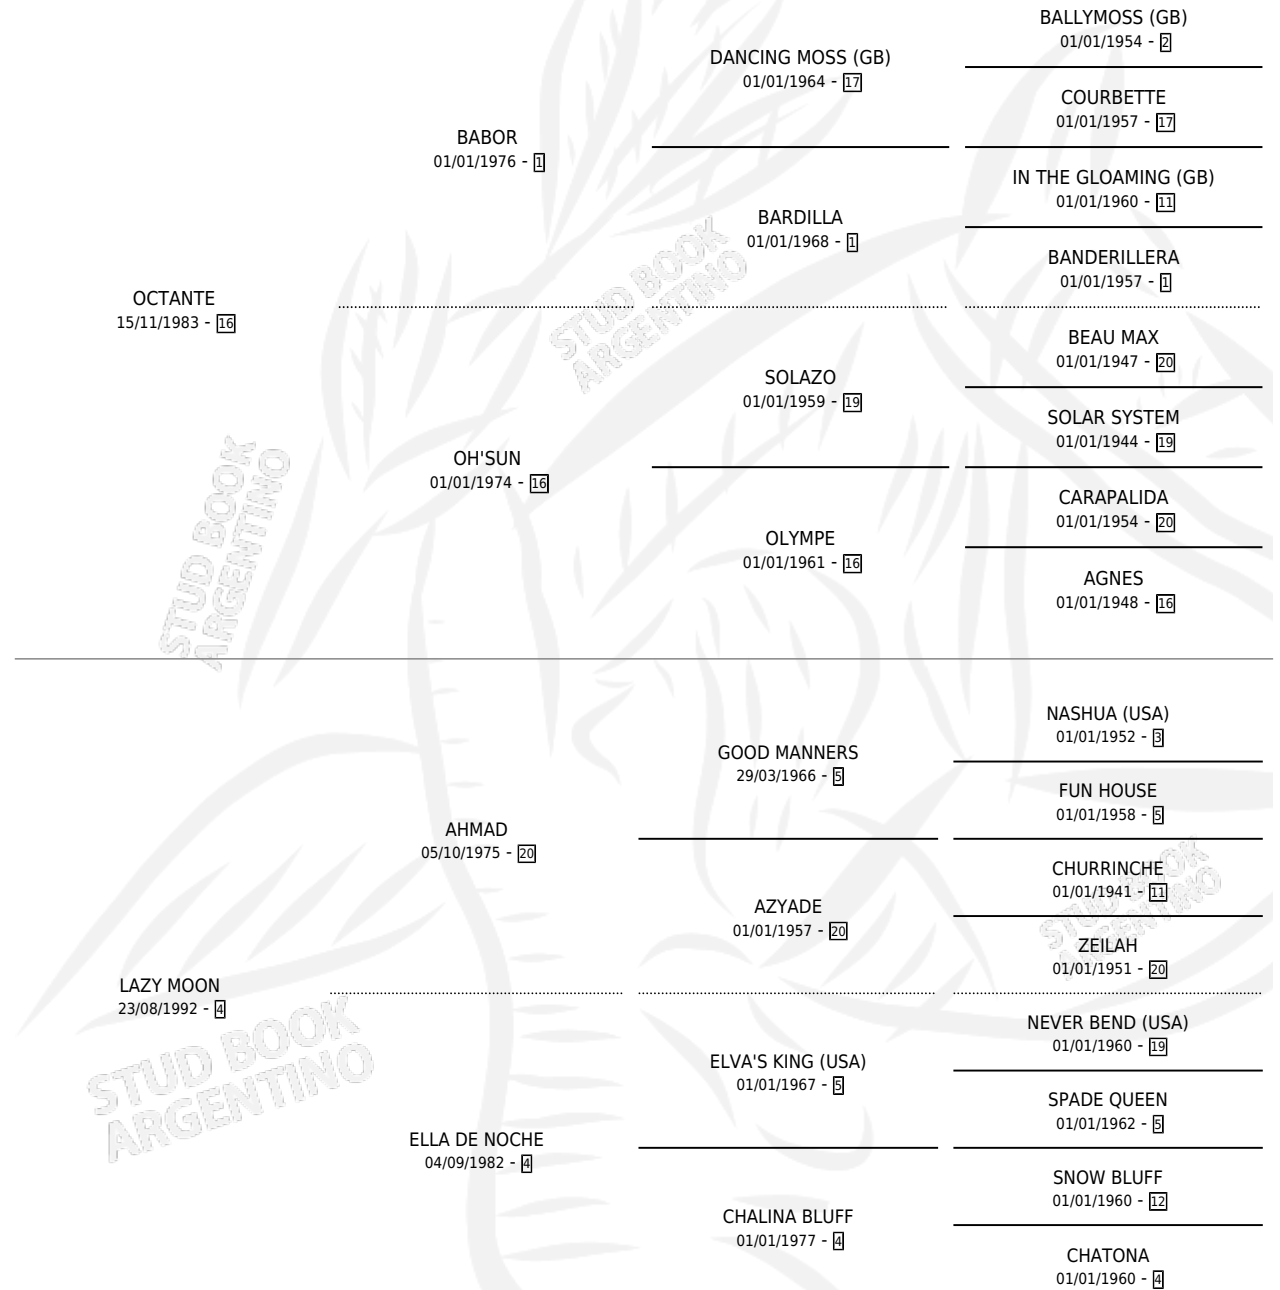 BALLYMOSS (GB)
01/01/1954 - 2
DANCING MOSS (GB)
01/01/1964 - 17
COURBETTE
01/01/1957 - 17
BABOR
01/01/1976 - 1
IN THE GLOAMING (GB)
01/01/1960 - 11
BARDILLA
01/01/1968 - 1
BANDERILLERA
01/01/1957 - 1
OCTANTE
15/11/1983 - 16
BEAU MAX
01/01/1947 - 20
SOLAZO
01/01/1959 - 19
SOLAR SYSTEM
01/01/1944 - 19
OH'SUN
01/01/1974 - 16
CARAPALIDA
01/01/1954 - 20
OLYMPE
01/01/1961 - 16
AGNES
01/01/1948 - 16
STUD BOOK
ARGENTINO
STUD BOOK
ARGENTINO
NASHUA (USA)
01/01/1952 - 3
GOOD MANNERS
29/03/1966 - 5
FUN HOUSE
01/01/1958 - 5
AHMAD
05/10/1975 - 20
CHURRINCHE
01/01/1941 - 11
AZYADE
01/01/1957 - 20
ZEILAH
01/01/1951 - 20
STUD BOOK
ARGENTINO
LAZY MOON
23/08/1992 - 4
NEVER BEND (USA)
01/01/1960 - 19
ELVA'S KING (USA)
01/01/1967 - 5
SPADE QUEEN
01/01/1962 - 5
STUD BOOK
ARGENTINO
ELLA DE NOCHE
04/09/1982 - 4
SNOW BLUFF
01/01/1960 - 12
CHALINA BLUFF
01/01/1977 - 4
CHATONA
01/01/1960 - 4